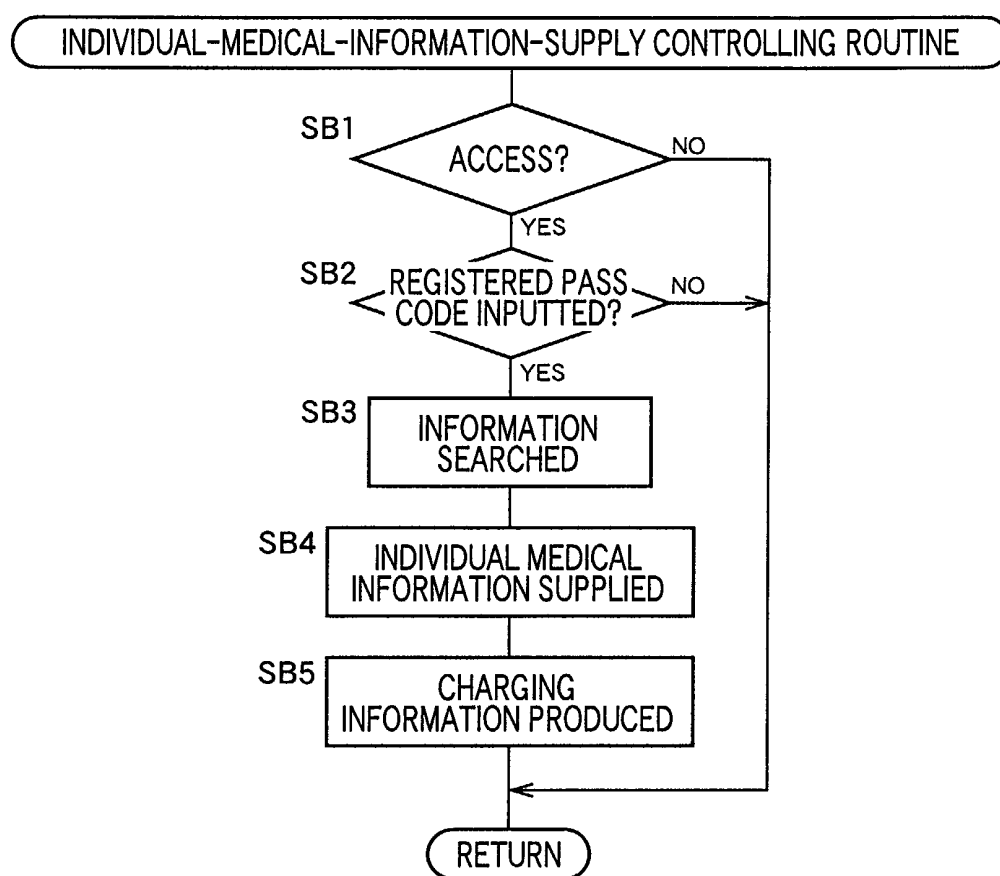 INDIVIDUAL-MEDICAL-INFORMATION-SUPPLY CONTROLLING ROUTINE
SB1
ACCESS?
NO
YES
SB2
REGISTERED PASS
CODE INPUTTED?
NO
YES
SB3
INFORMATION
SEARCHED
SB4
INDIVIDUAL MEDICAL
INFORMATION SUPPLIED
SB5
CHARGING
INFORMATION PRODUCED
RETURN